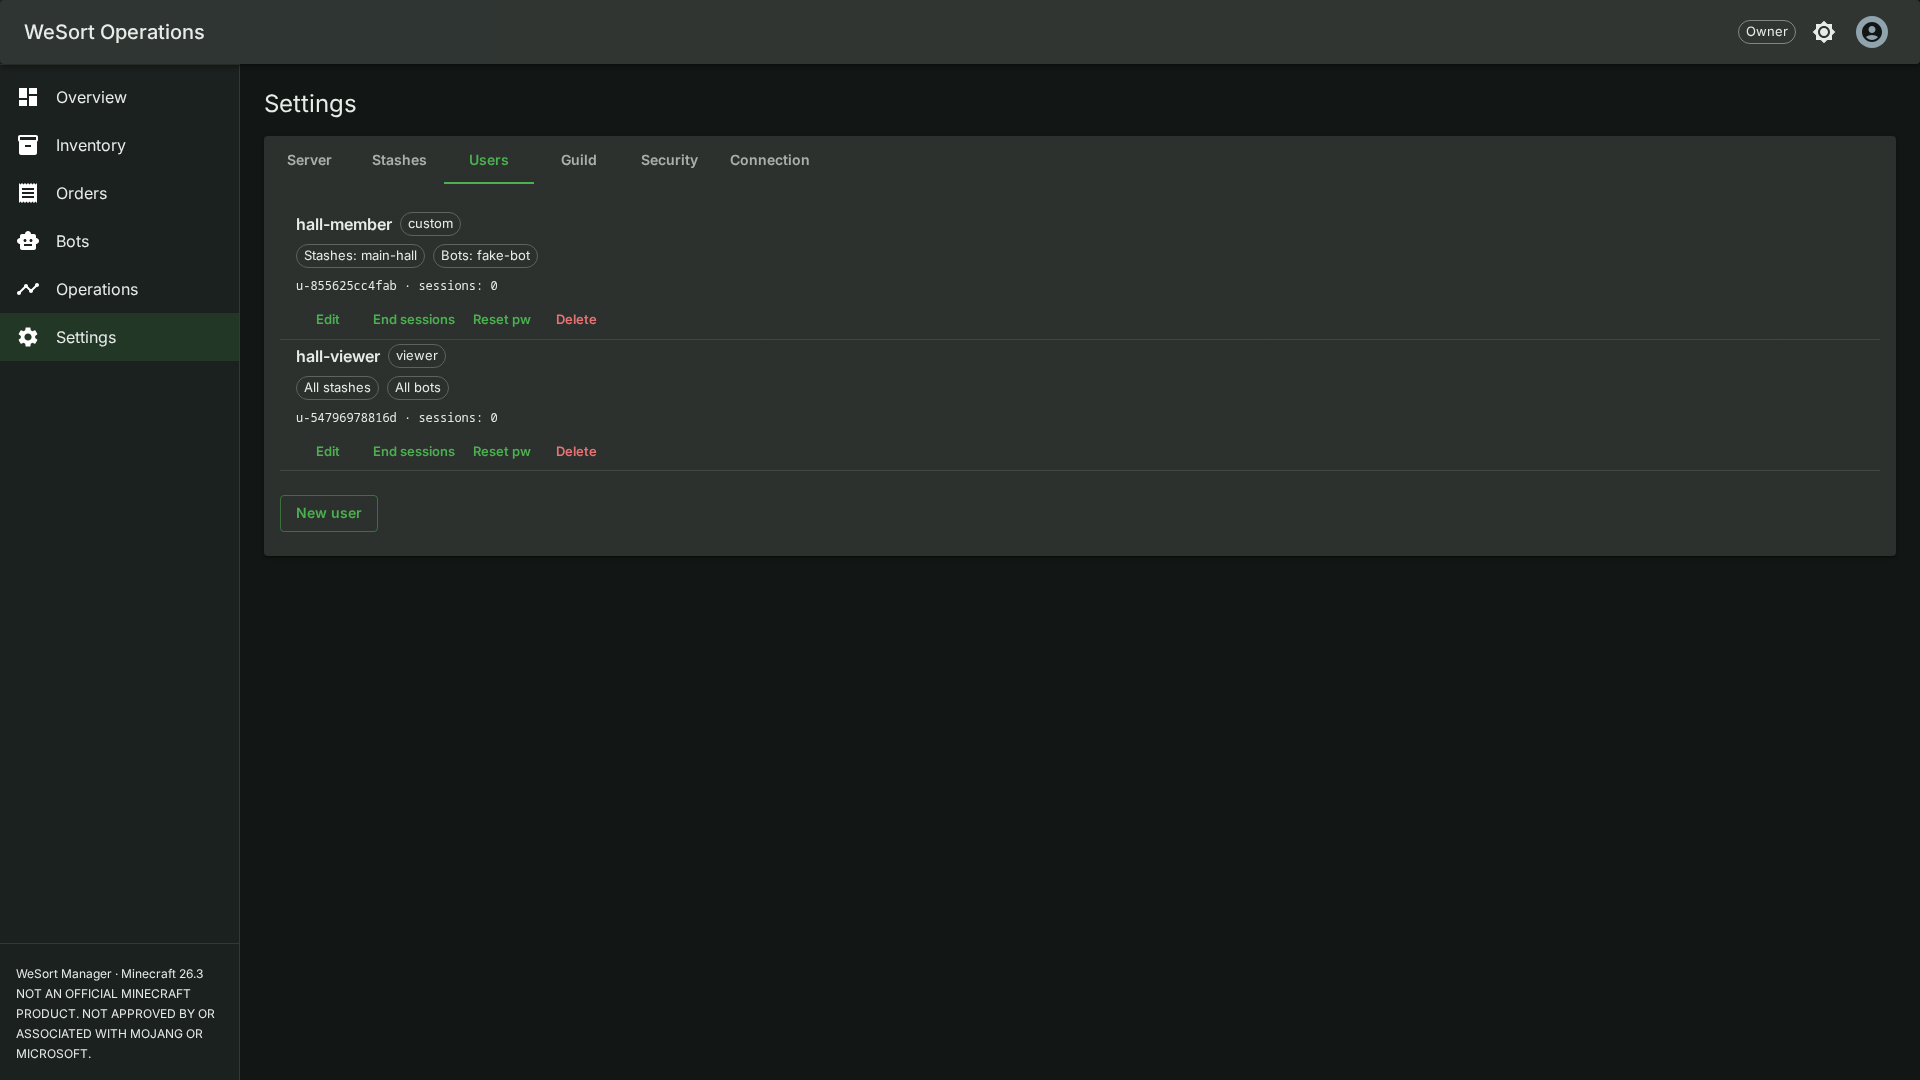 WeSort Operations
Owner
Overview
Inventory
Orders
Bots
Operations
Settings
Settings
Server Stashes Users Guild Security Connection
hall-member custom
Stashes: main-hall Bots: fake-bot
u-855625cc4fab · sessions: 0
Edit End sessions Reset pw Delete
hall-viewer viewer
All stashes All bots
u-54796978816d · sessions: 0
Edit End sessions Reset pw Delete
New user
WeSort Manager · Minecraft 26.3
NOT AN OFFICIAL MINECRAFT
PRODUCT. NOT APPROVED BY OR
ASSOCIATED WITH MOJANG OR
MICROSOFT.